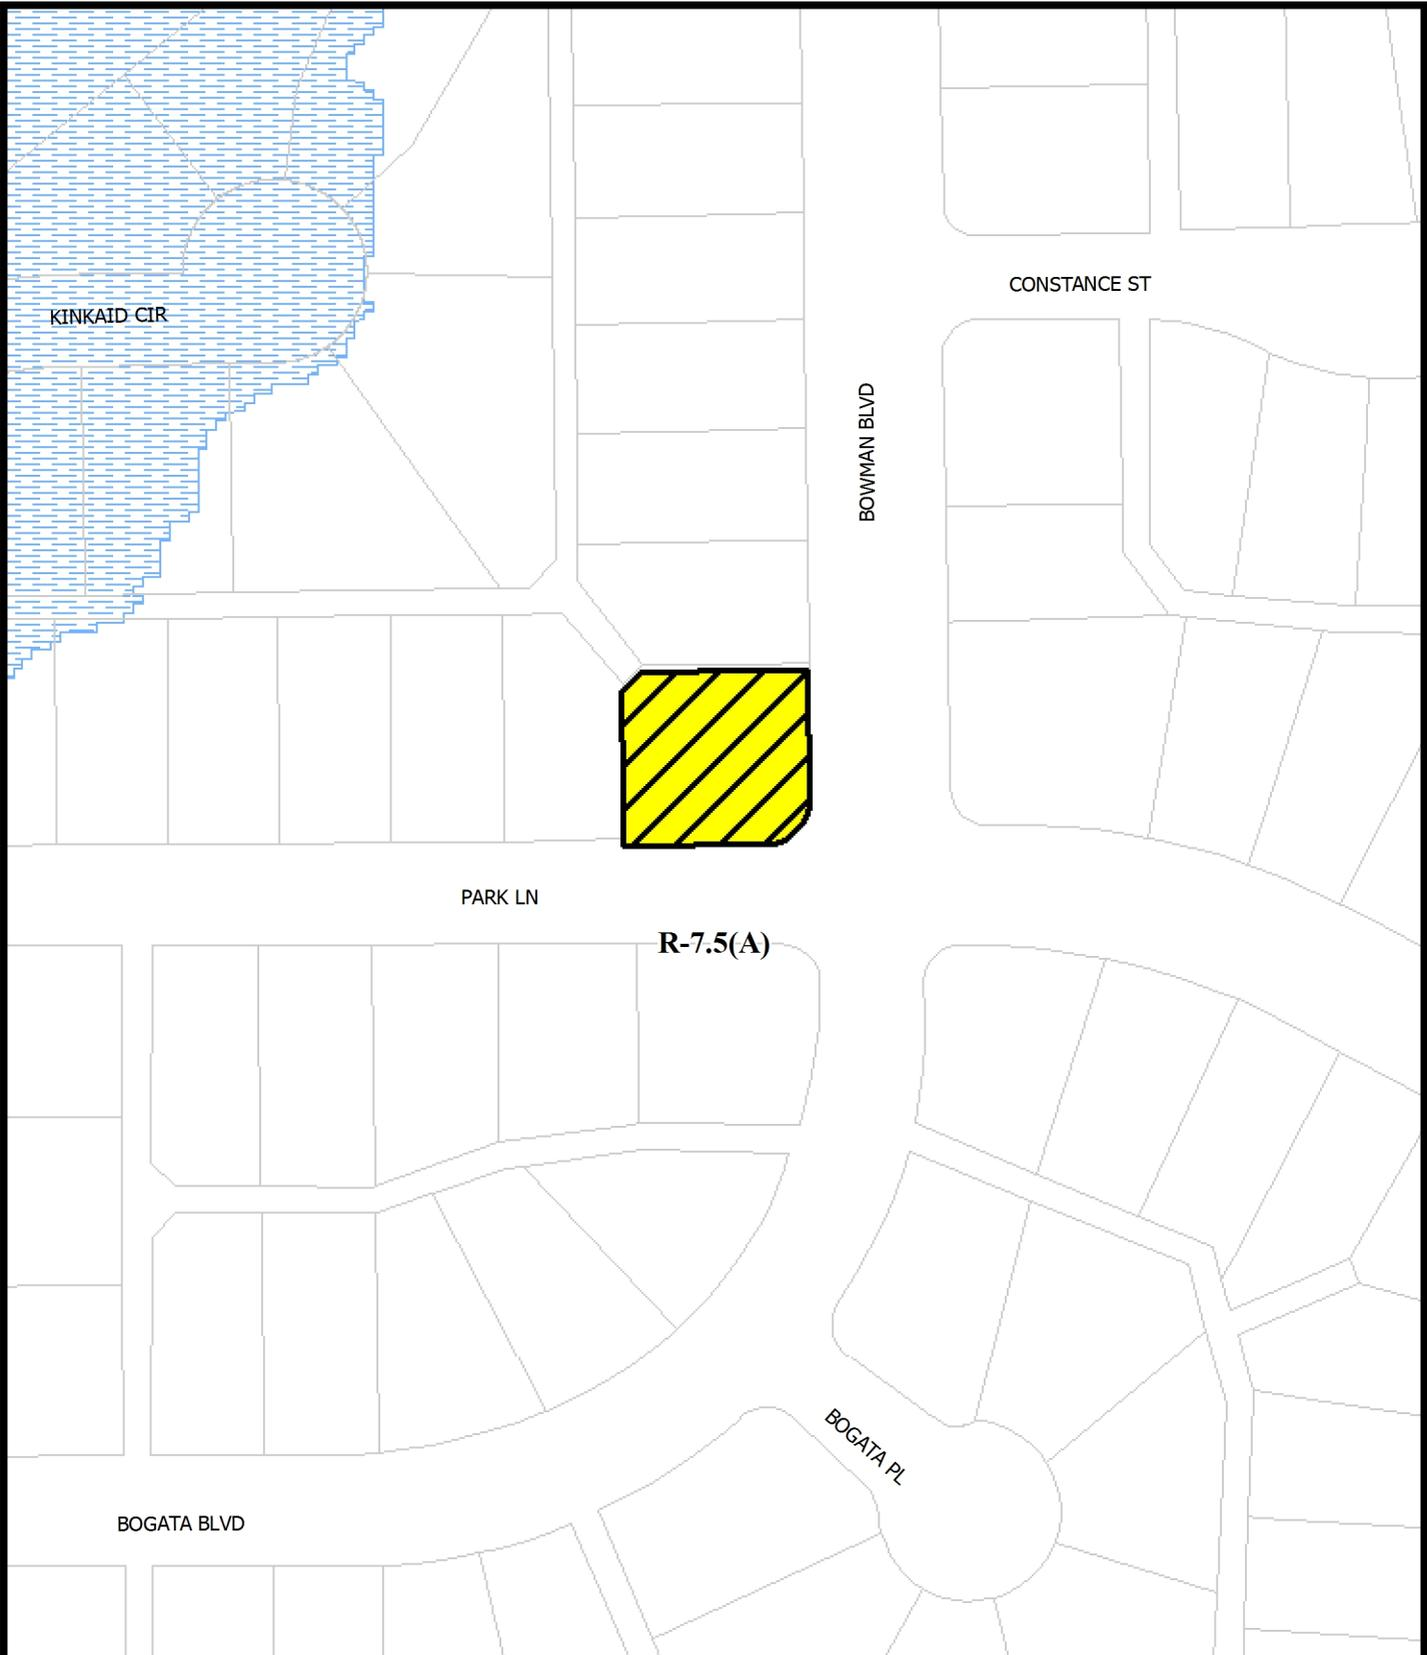 CONSTANCE ST
KINKAID CIR
BOWMAN BLVD
PARK LN
R-7.5(A)
BOGATA PL
BOGATA BLVD